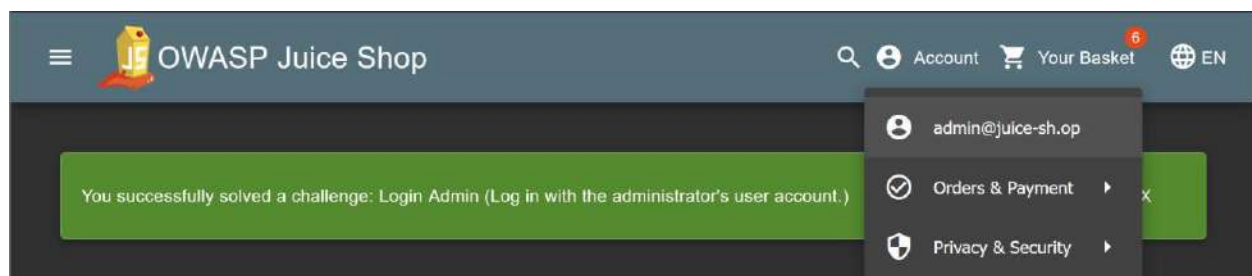 OWASP Juice Shop
Account
6
Your Basket
EN
admin@juice-sh.op
You successfully solved a challenge: Login Admin (Log in with the administrator's user account.)
X
Orders & Payment
Privacy & Security